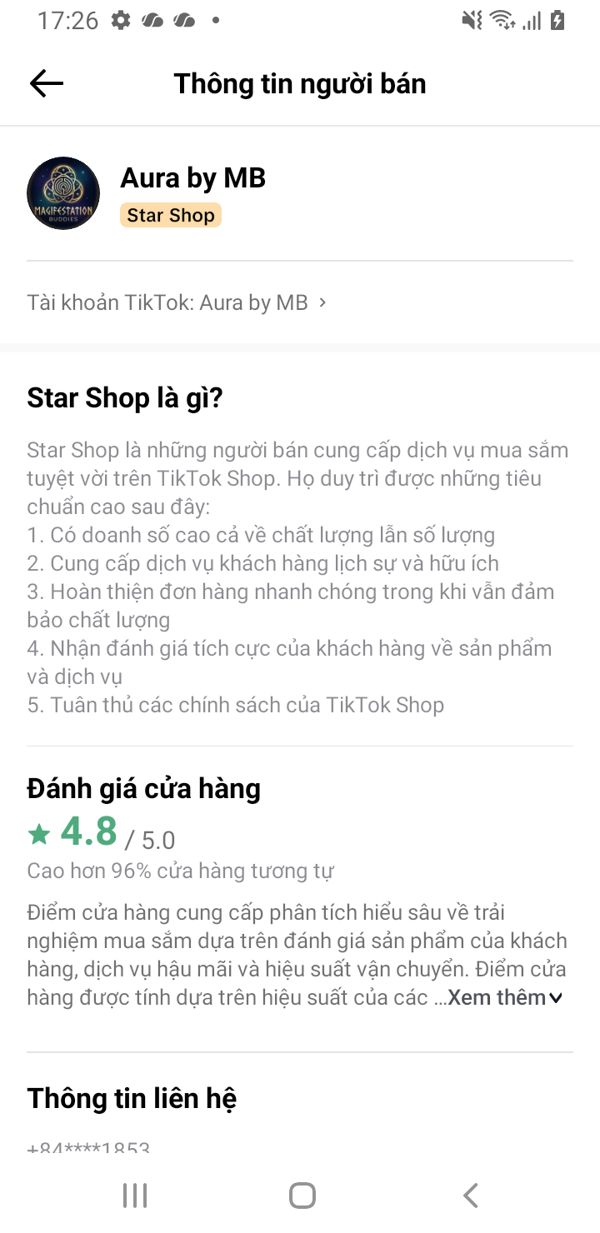 17:26
Thông tin người bán
MAGIFESTATION
BUDDIES
Aura by MB
Star Shop
Tài khoản TikTok: Aura by MB
Star Shop là gì?
Star Shop là những người bán cung cấp dịch vụ mua sắm
tuyệt vời trên TikTok Shop. Họ duy trì được những tiêu
chuẩn cao sau đây:
1. Có doanh số cao cả về chất lượng lẫn số lượng
2. Cung cấp dịch vụ khách hàng lịch sự và hữu ích
3. Hoàn thiện đơn hàng nhanh chóng trong khi vẫn đảm
bảo chất lượng
4. Nhận đánh giá tích cực của khách hàng về sản phẩm
và dịch vụ
5. Tuân thủ các chính sách của TikTok Shop
Đánh giá cửa hàng
4.8 / 5.0
Cao hơn 96% cửa hàng tương tự
Điểm cửa hàng cung cấp phân tích hiểu sâu về trải
nghiệm mua sắm dựa trên đánh giá sản phẩm của khách
hàng, dịch vụ hậu mãi và hiệu suất vận chuyển. Điểm cửa
hàng được tính dựa trên hiệu suất của các ...Xem thêm
Thông tin liên hệ
+84****1853